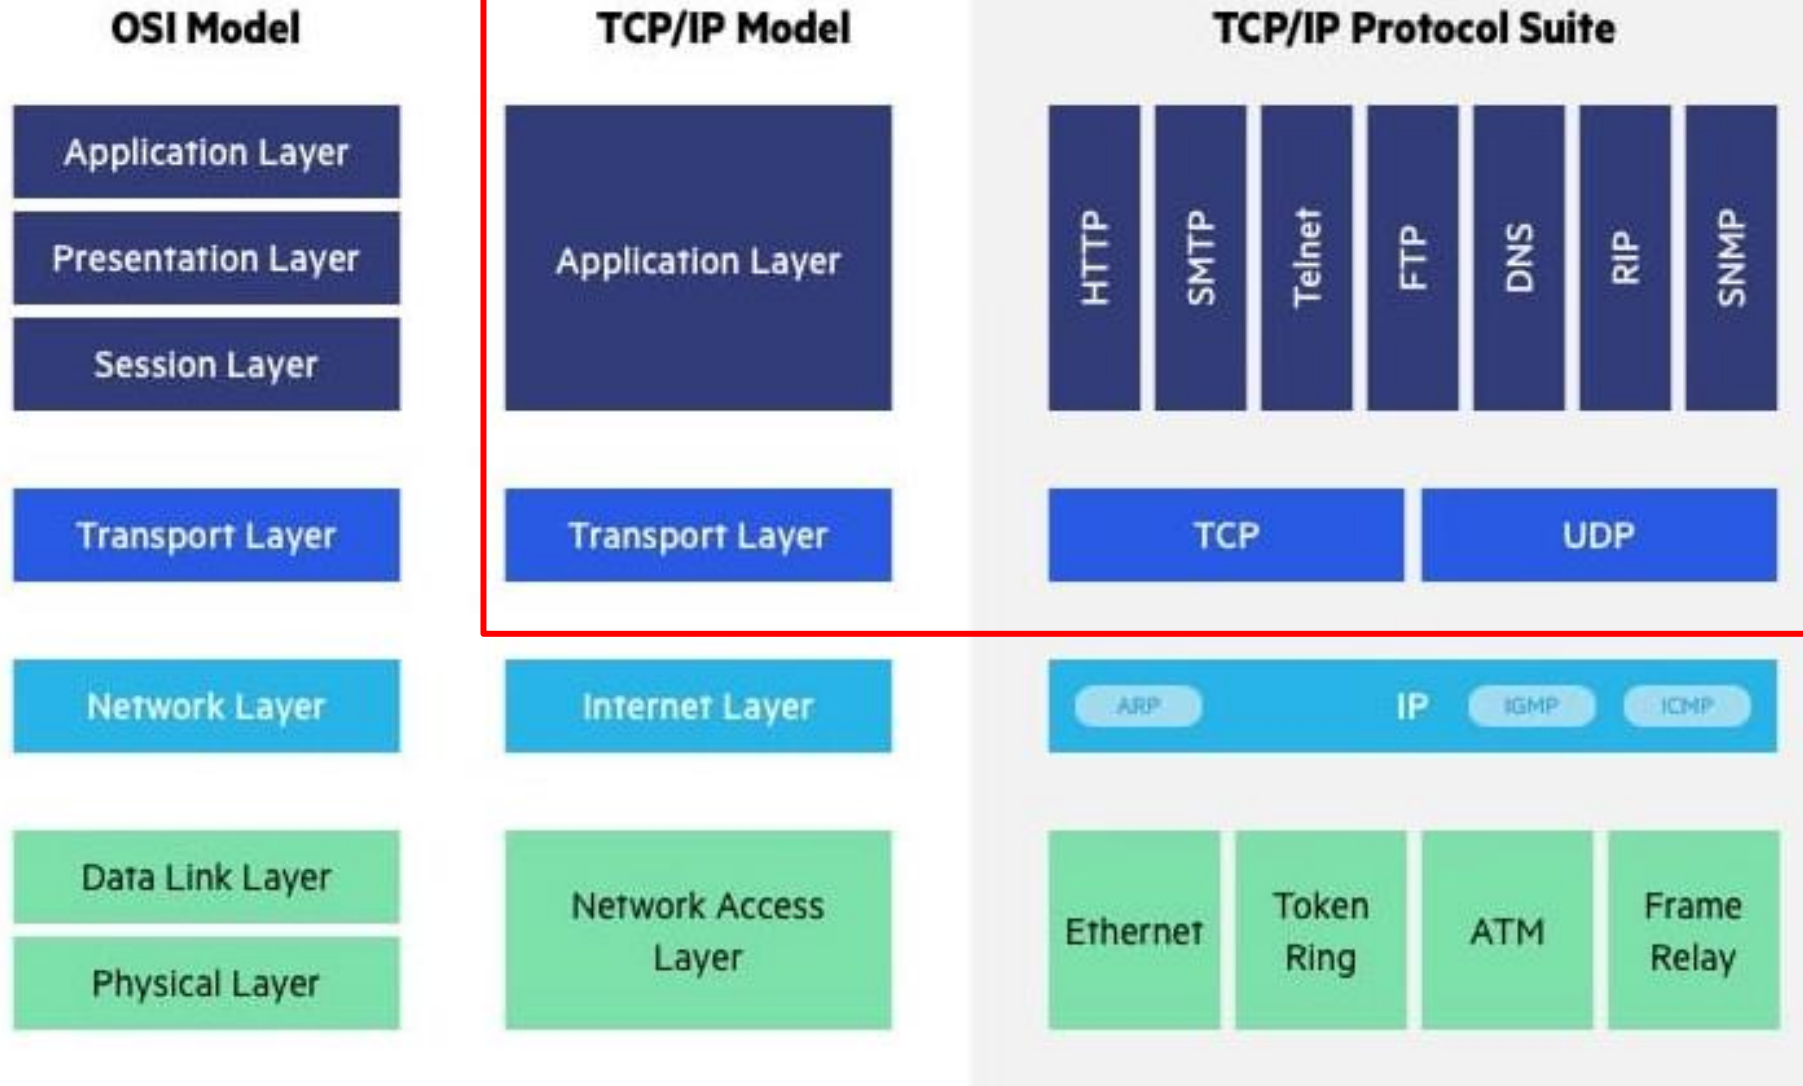 OSI Model
Application Layer
Presentation Layer
Session Layer
Transport Layer
Network Layer
Data Link Layer
Physical Layer
TCP/IP Model
Application Layer
Transport Layer
Internet Layer
Network Access
Layer
TCP/IP Protocol Suite
HTTP
SMTP
Telnet
FTP
DNS
RIP
SNMP
TCP
UDP
ARP
IP
IGMP
ICMP
Ethernet
Token
Ring
ATM
Frame
Relay